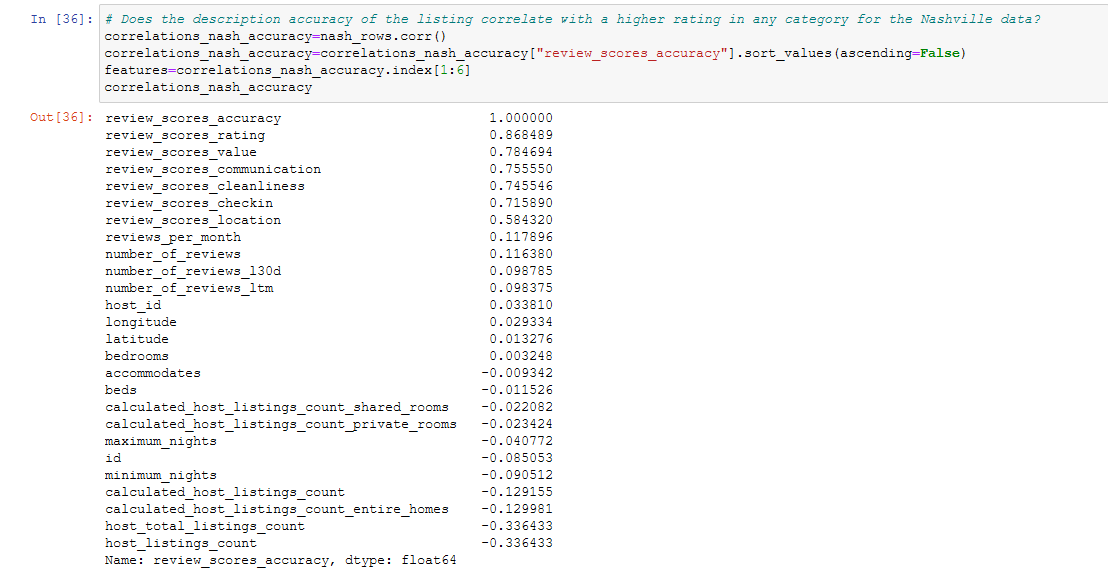 In [36]: # Does the description accuracy of the listing correlate with a higher rating in any category for the Nashville data?
correlations_nash_accuracy=nash_rows.corr()
correlations_nash_accuracy=correlations_nash_accuracy["review_scores_accuracy"].sort_values(ascending=False)
features=correlations_nash_accuracy.index[1:6]
correlations_nash_accuracy
Out[36]: review_scores_accuracy 1.000000
review_scores_rating 0.868489
review_scores_value 0.784694
review_scores_communication 0.755550
review_scores_cleanliness 0.745546
review_scores_checkin 0.715890
review_scores_location 0.584320
reviews_per_month 0.117896
number_of_reviews 0.116380
number_of_reviews_l30d 0.098785
number_of_reviews_ltm 0.098375
host_id 0.033810
longitude 0.029334
latitude 0.013276
bedrooms 0.003248
accommodates -0.009342
beds -0.011526
calculated_host_listings_count_shared_rooms -0.022082
calculated_host_listings_count_private_rooms -0.023424
maximum_nights -0.040772
id -0.085053
minimum_nights -0.090512
calculated_host_listings_count -0.129155
calculated_host_listings_count_entire_homes -0.129981
host_total_listings_count -0.336433
host_listings_count -0.336433
Name: review_scores_accuracy, dtype: float64